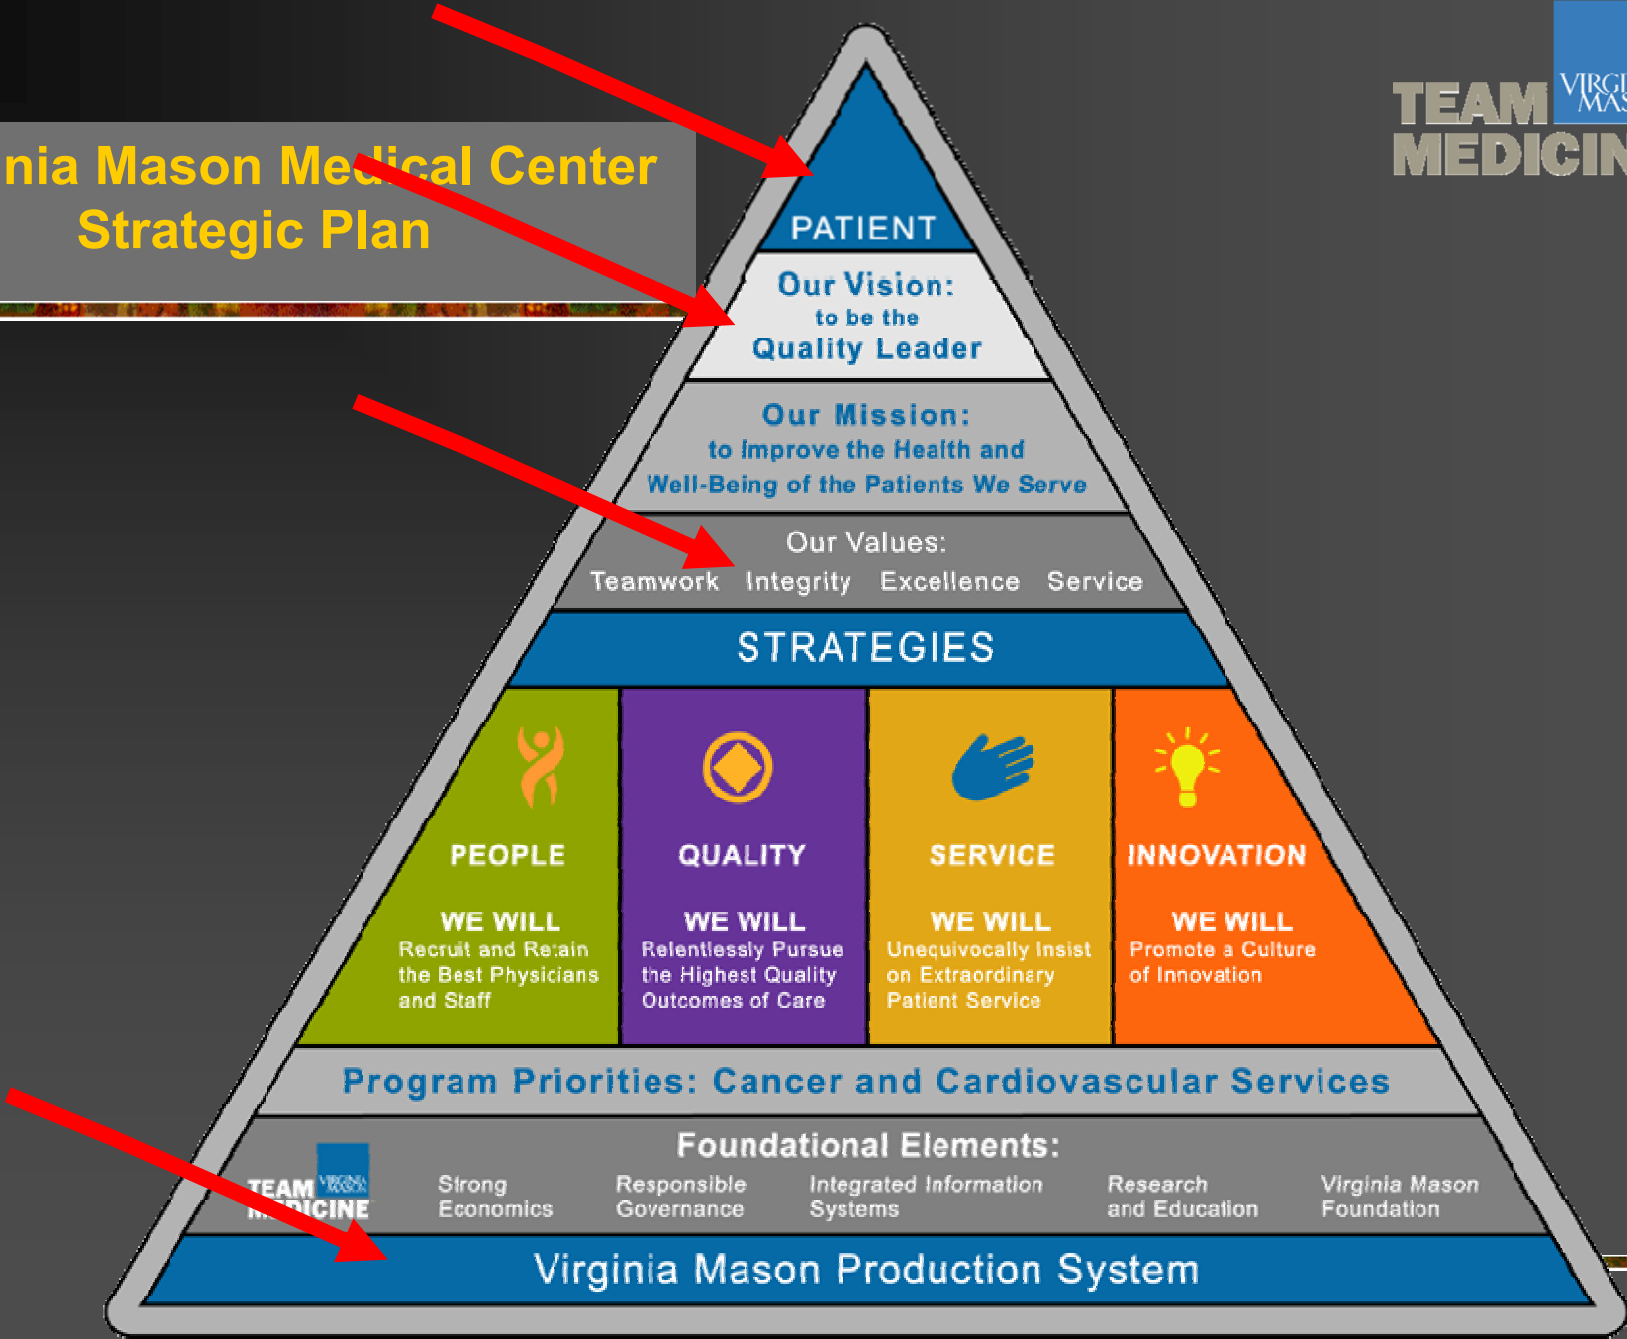 nia Mason Medical Center
Strategic Plan
TEAM
MEDICIN
PATIENT
Our Vision:
to be the
Quality Leader
Our Mission:
to Improve the Health and
Well-Being of the Patients We Serve
Our Values:
Teamwork Integrity Excellence Service
STRATEGIES
PEOPLE
WE WILL
Recruit and Retain
the Best Physicians
and Staff
QUALITY
WE WILL
Relentlessly Pursue
the Highest Quality
Outcomes of Care
SERVICE
WE WILL
Unequivocally Insist
on Extraordinary
Patient Service
INNOVATION
WE WILL
Promote a Culture
of Innovation
Program Priorities: Cancer and Cardiovascular Services
Foundational Elements:
TEAM VIRGINIA
MEDICINE MASON
Strong
Economics
Responsible
Governance
Integrated Information
Systems
Research
and Education
Virginia Mason
Foundation
Virginia Mason Production System